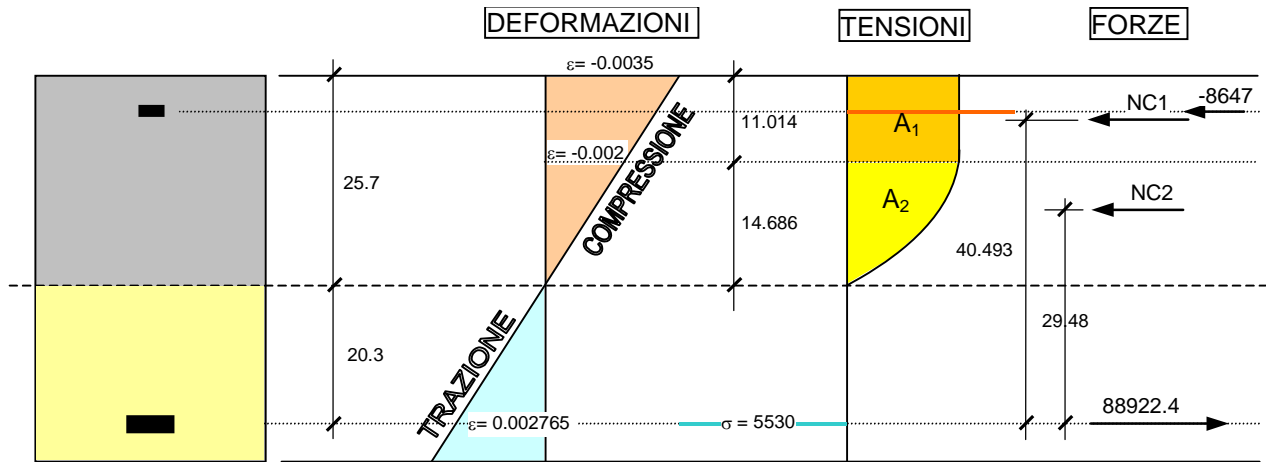 DEFORMAZIONI
TENSIONI
FORZE
ε= -0.0035
-8647
NC1
11.014
A1
ε= -0.002
COMPRESSIONE
25.7
A2
NC2
14.686
40.493
29.48
TRAZIONE
20.3
88922.4
ε= 0.002765
σ = 5530